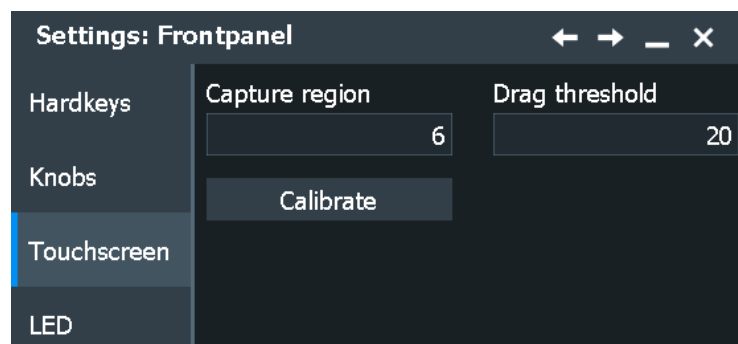 Settings: Frontpanel
Hardkeys
Knobs
Touchscreen
LED
Capture region
6
Drag threshold
20
Calibrate